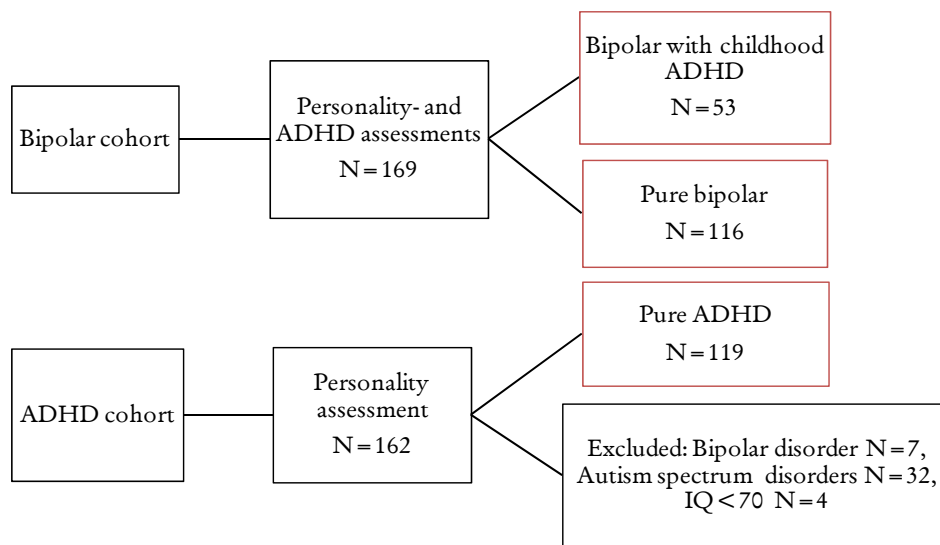 Bipolar cohort
Personality- and
ADHD assessments
N=169
Bipolar with childhood
ADHD
N=53
Pure bipolar
N=116
ADHD cohort
Personality
assessment
N=162
Pure ADHD
N=119
Excluded: Bipolar disorder N=7,
Autism spectrum disorders N=32,
IQ<70 N=4